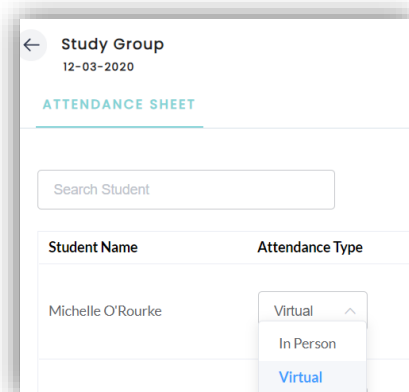 Study Group
12-03-2020
ATTENDANCE SHEET
Search Student
Student Name Attendance Type
Michelle O'Rourke Virtual
In Person
Virtual